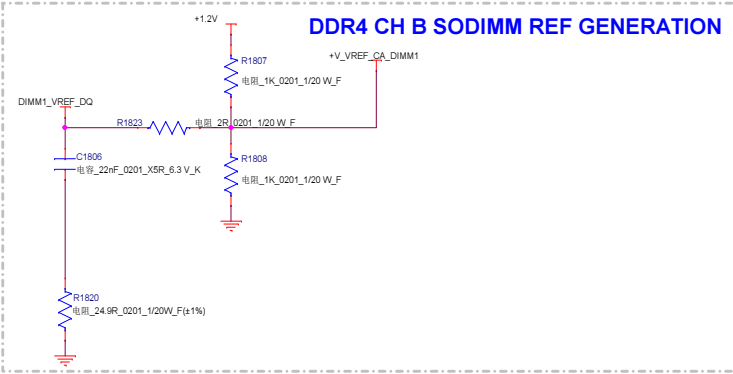 DDR4 CH B SODIMM REF GENERATION
+1.2V
+V_VREF_CA_DIMM1
R1807
电阻_1K_0201_1/20 W_F
DIMM1_VREF_DQ
R1823
电阻_2R_0201_1/20 W_F
C1806
电容_22nF_0201_X5R_6.3 V_K
R1808
电阻_1K_0201_1/20 W_F
R1820
电阻_24.9R_0201_1/20W_F(±1%)